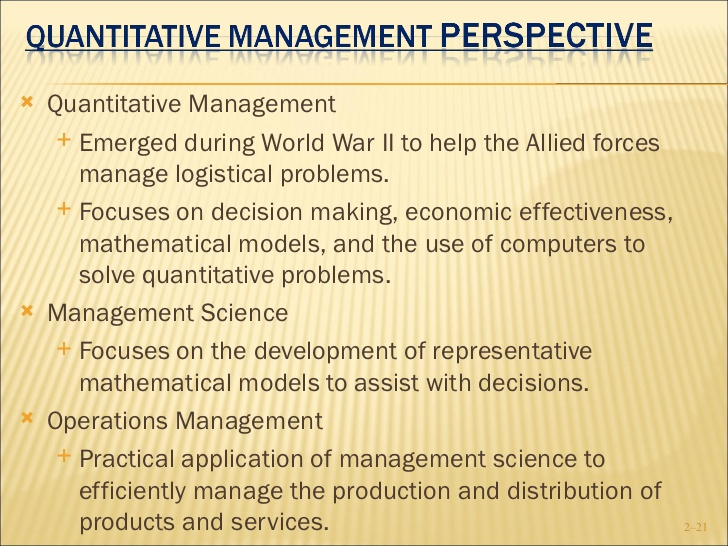 QUANTITATIVE MANAGEMENT PERSPECTIVE
Quantitative Management
Emerged during World War II to help the Allied forces
manage logistical problems.
Focuses on decision making, economic effectiveness,
mathematical models, and the use of computers to
solve quantitative problems.
Management Science
Focuses on the development of representative
mathematical models to assist with decisions.
Operations Management
Practical application of management science to
efficiently manage the production and distribution of
products and services.
2–21